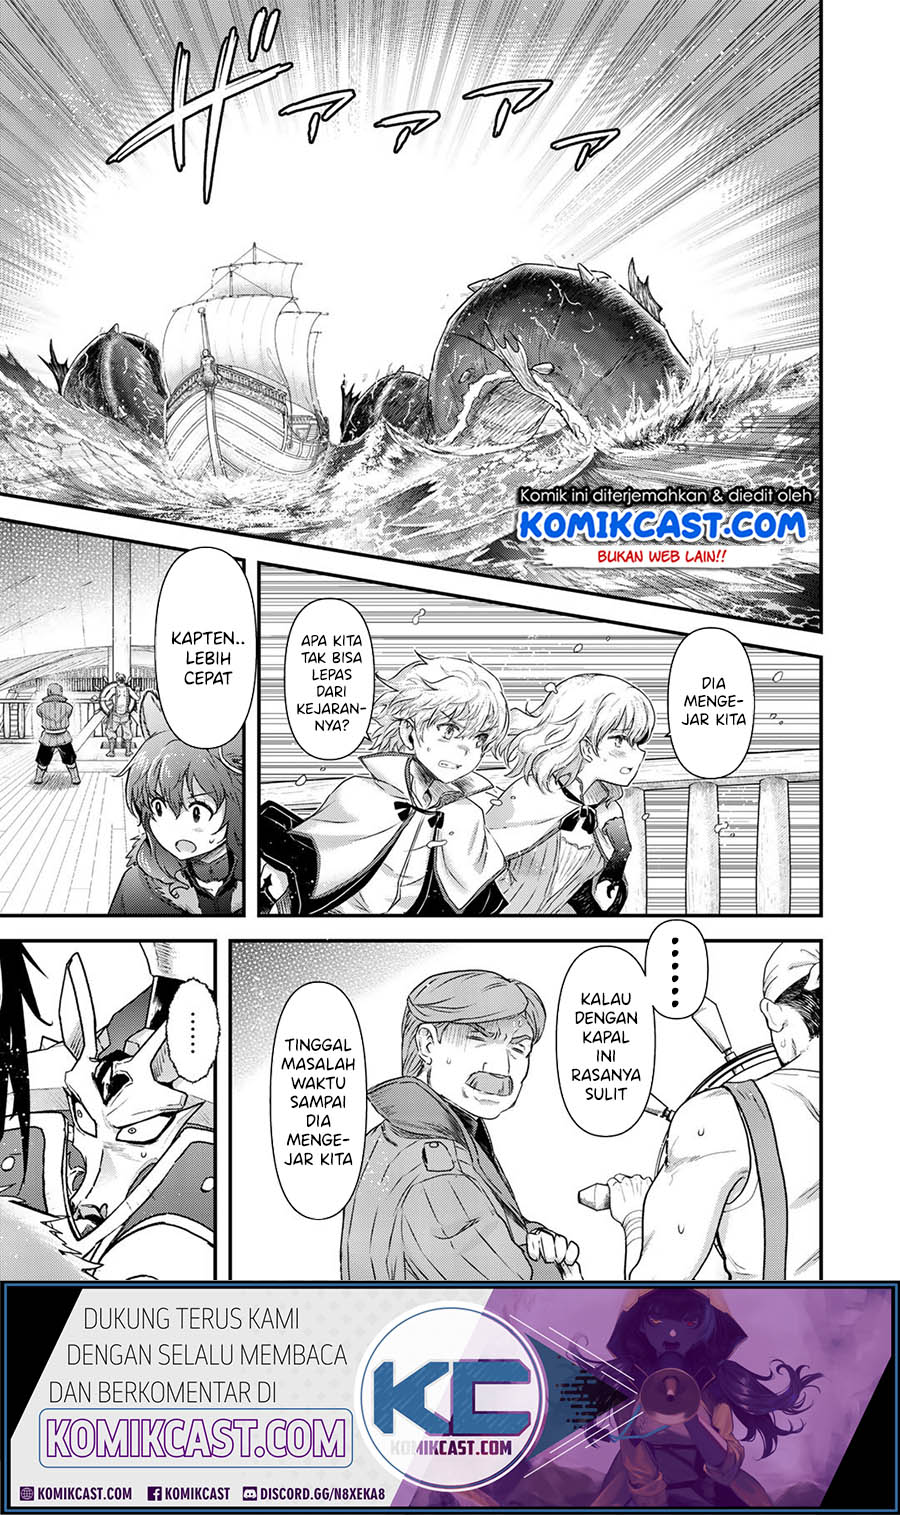 ザァァァァ
Komik ini diterjemahkan & diedit oleh
KOMIKCAST.COM
BUKAN WEB LAIN!!
DIA
MENGE-
JAR KITA
APA KITA
TAK BISA
LEPAS
DARI
KEJARAN-
NYA?
KAPTEN..
LEBIH
CEPAT
......
KALAU
DENGAN
KAPAL
INI
RASANYA
SULIT
TINGGAL
MASALAH
WAKTU
SAMPAI
DIA
MENGE-
JAR KITA
......
DUKUNG TERUS KAMI
DENGAN SELALU MEMBACA
DAN BERKOMENTAR DI
KOMIKCAST.COM
KOMIKCAST.COM
KOMIKCAST
DISCORD.GG/N8XEKA8
KC
KOMIKCAST.COM